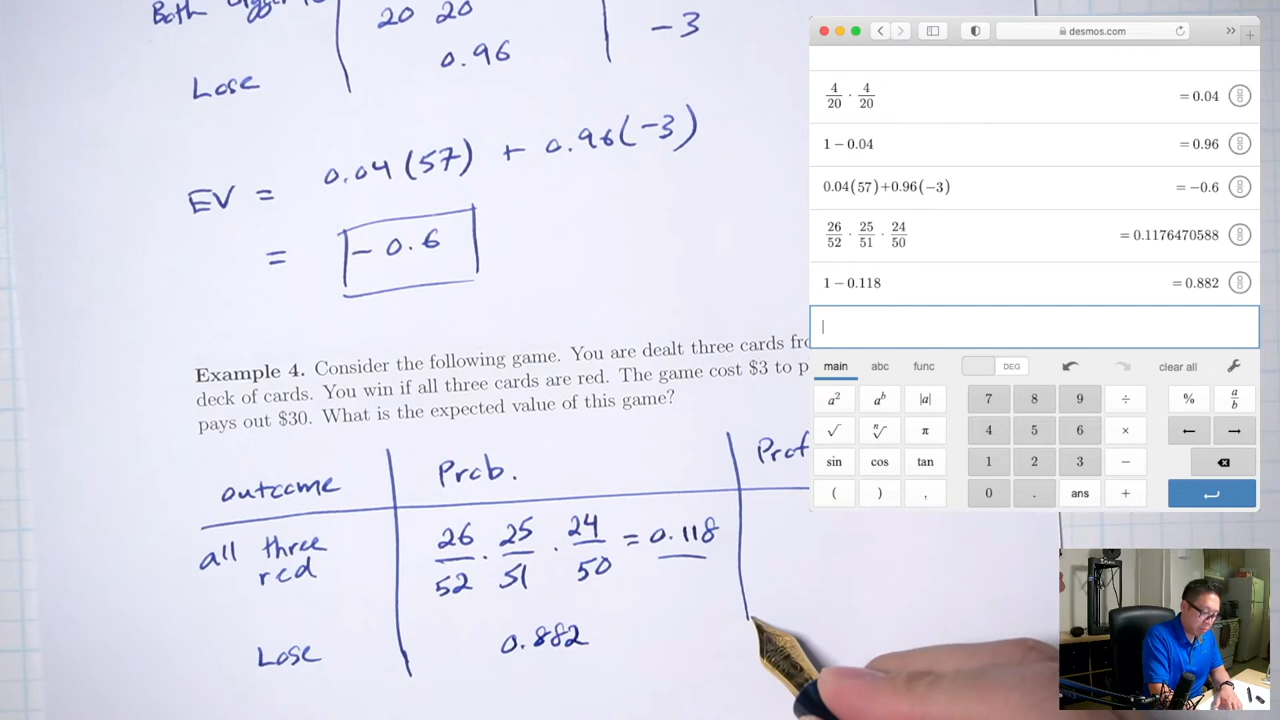 Both
20 20
0.96
-3
Lose
EV = 0.04 (57) + 0.96 (-3)
= -0.6
Example 4. Consider the following game. You are dealt three cards
deck of cards. You win if all three cards are red. The game cost $3 to
pays out $30. What is the expected value of this game?
outcome Prob. Prof
all three red 26/52 · 25/51 · 24/50 = 0.118
Lose 0.882
desmos.com
4/20 · 4/20 = 0.04
1 − 0.04 = 0.96
0.04(57)+0.96(−3) = −0.6
26/52 · 25/51 · 24/50 = 0.1176470588
1 − 0.118 = 0.882
main abc func DEG clear all
a² aᵇ |a| 7 8 9 ÷ % a/b
√ ⁿ√ π 4 5 6 × ← →
sin cos tan 1 2 3 −
( ) , 0 . ans +